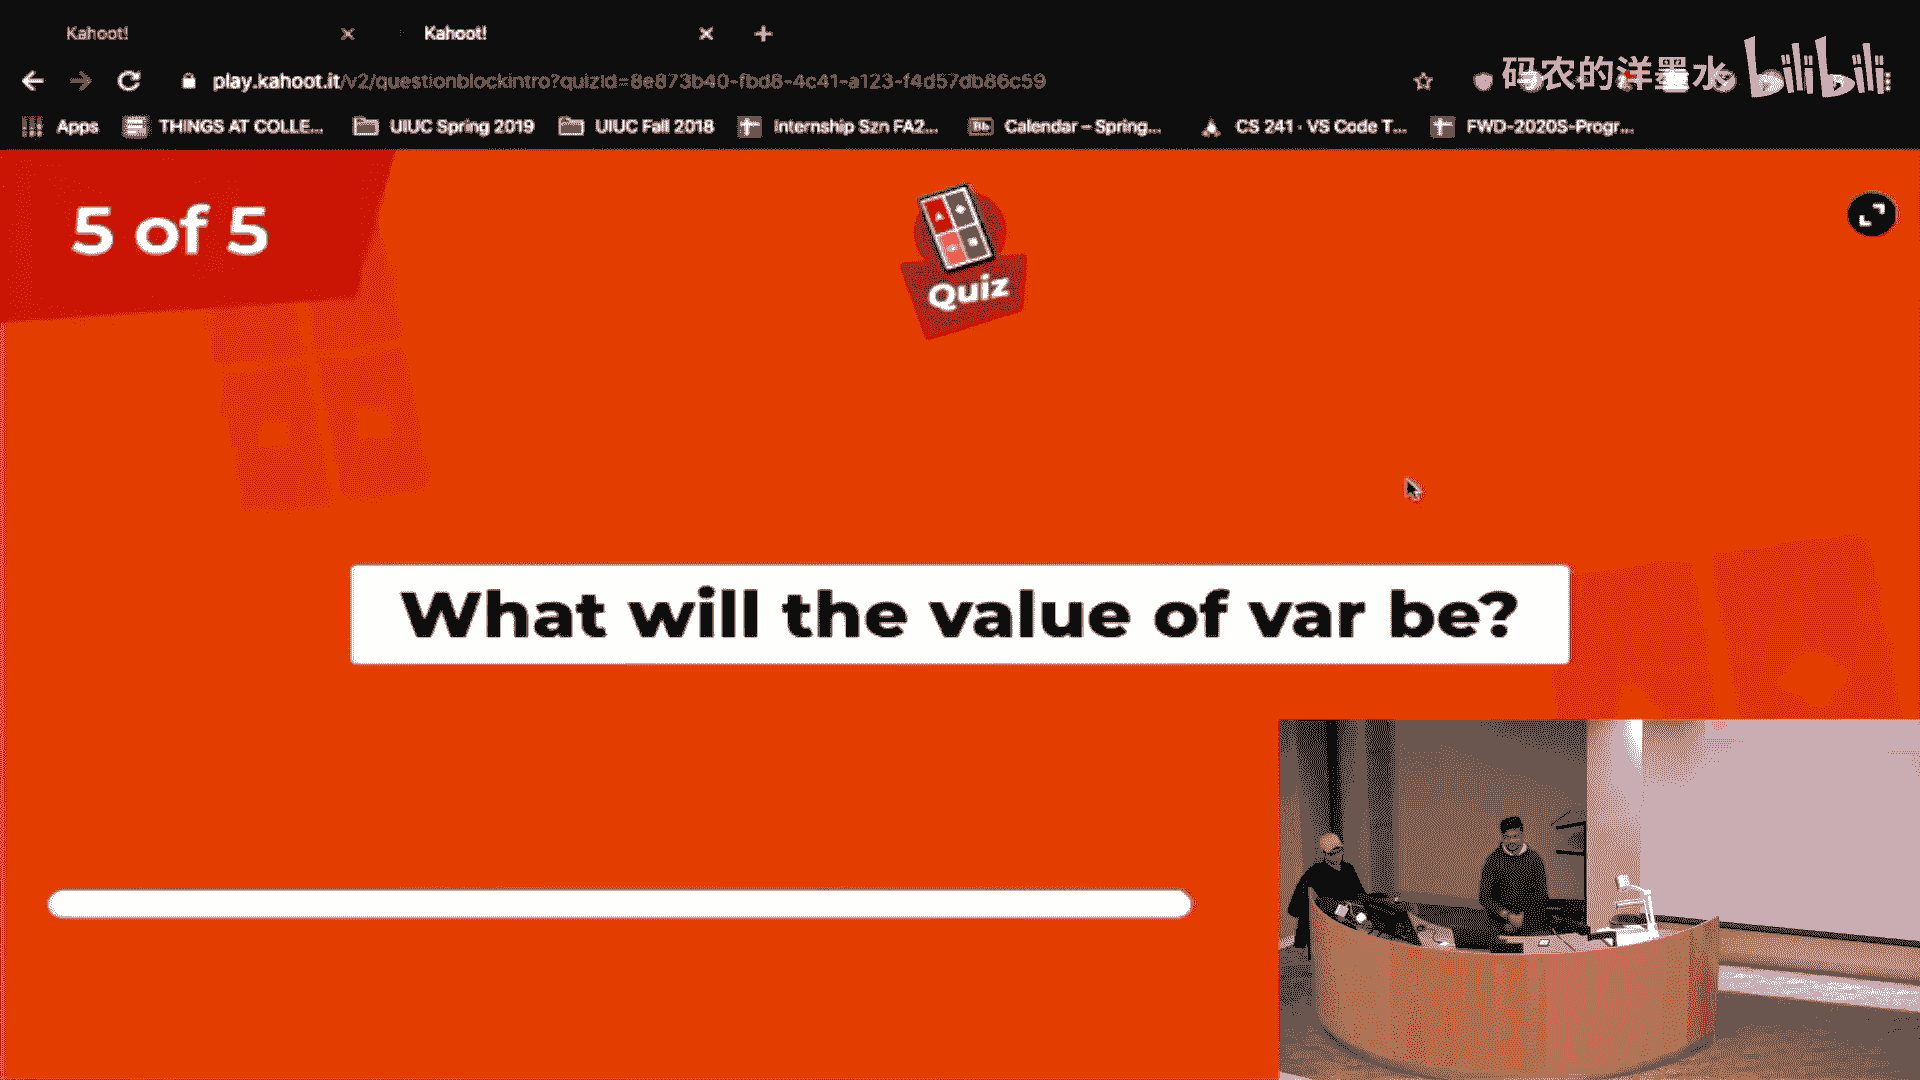 Kahoot!
Kahoot!
play.kahoot.it/v2/questionblockintro?quizId=8e873b40-fbd8-4c41-a123-f4d57db86c59
码农的洋墨水
bilibili
Apps
THINGS AT COLLE...
UIUC Spring 2019
UIUC Fall 2018
Internship Szn FA2...
Bb
Calendar – Spring...
CS 241 · VS Code T...
FWD-2020S-Progr...
5 of 5
Quiz
What will the value of var be?